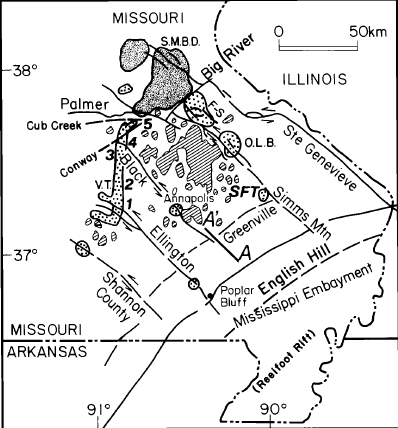 MISSOURI
0 50km
S.M.B.D.
Big River
38°
ILLINOIS
Palmer
F.S.
Cub Creek
5
4
3
Conway
Black
O.L.B.
Ste Genevieve
V.T.
2
1
Annapolis
SFT
Simms Mtn
A'
Greenville
A
37°
Ellington
English Hill
Shannon
County
Poplar
Bluff
Mississippi Embayment
MISSOURI
ARKANSAS
(Reelfoot Rift)
91°
90°